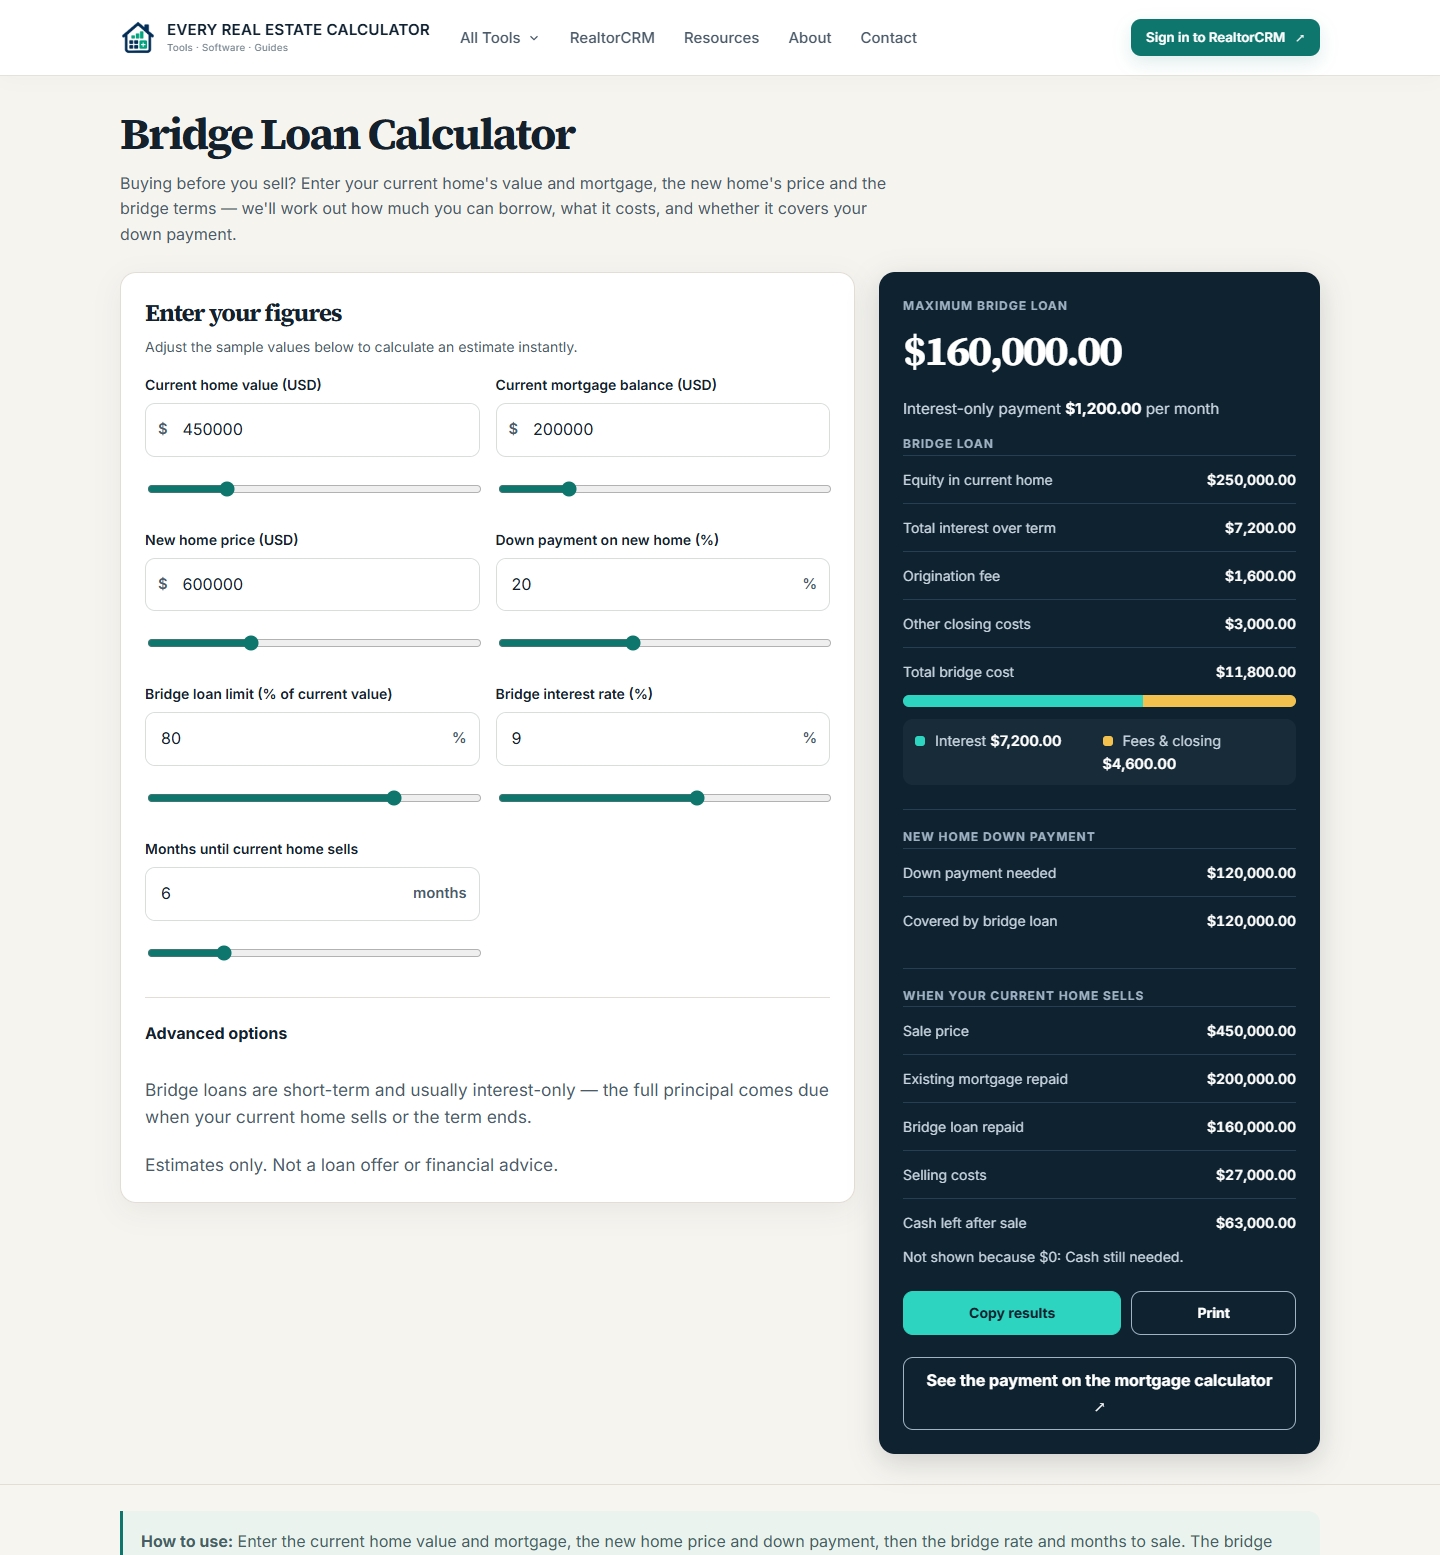 EVERY REAL ESTATE CALCULATOR
Tools · Software · Guides
All Tools
RealtorCRM
Resources
About
Contact
Sign in to RealtorCRM ↗
Bridge Loan Calculator
Buying before you sell? Enter your current home's value and mortgage, the new home's price and the
bridge terms — we'll work out how much you can borrow, what it costs, and whether it covers your
down payment.
Enter your figures
Adjust the sample values below to calculate an estimate instantly.
Current home value (USD)
$ 450000
Current mortgage balance (USD)
$ 200000
New home price (USD)
$ 600000
Down payment on new home (%)
20 %
Bridge loan limit (% of current value)
80 %
Bridge interest rate (%)
9 %
Months until current home sells
6 months
Advanced options
Bridge loans are short-term and usually interest-only — the full principal comes due
when your current home sells or the term ends.
Estimates only. Not a loan offer or financial advice.
MAXIMUM BRIDGE LOAN
$160,000.00
Interest-only payment $1,200.00 per month
BRIDGE LOAN
Equity in current home $250,000.00
Total interest over term $7,200.00
Origination fee $1,600.00
Other closing costs $3,000.00
Total bridge cost $11,800.00
Interest $7,200.00
Fees & closing
$4,600.00
NEW HOME DOWN PAYMENT
Down payment needed $120,000.00
Covered by bridge loan $120,000.00
WHEN YOUR CURRENT HOME SELLS
Sale price $450,000.00
Existing mortgage repaid $200,000.00
Bridge loan repaid $160,000.00
Selling costs $27,000.00
Cash left after sale $63,000.00
Not shown because $0: Cash still needed.
Copy results
Print
See the payment on the mortgage calculator
↗
How to use: Enter the current home value and mortgage, the new home price and down payment, then the bridge rate and months to sale. The bridge